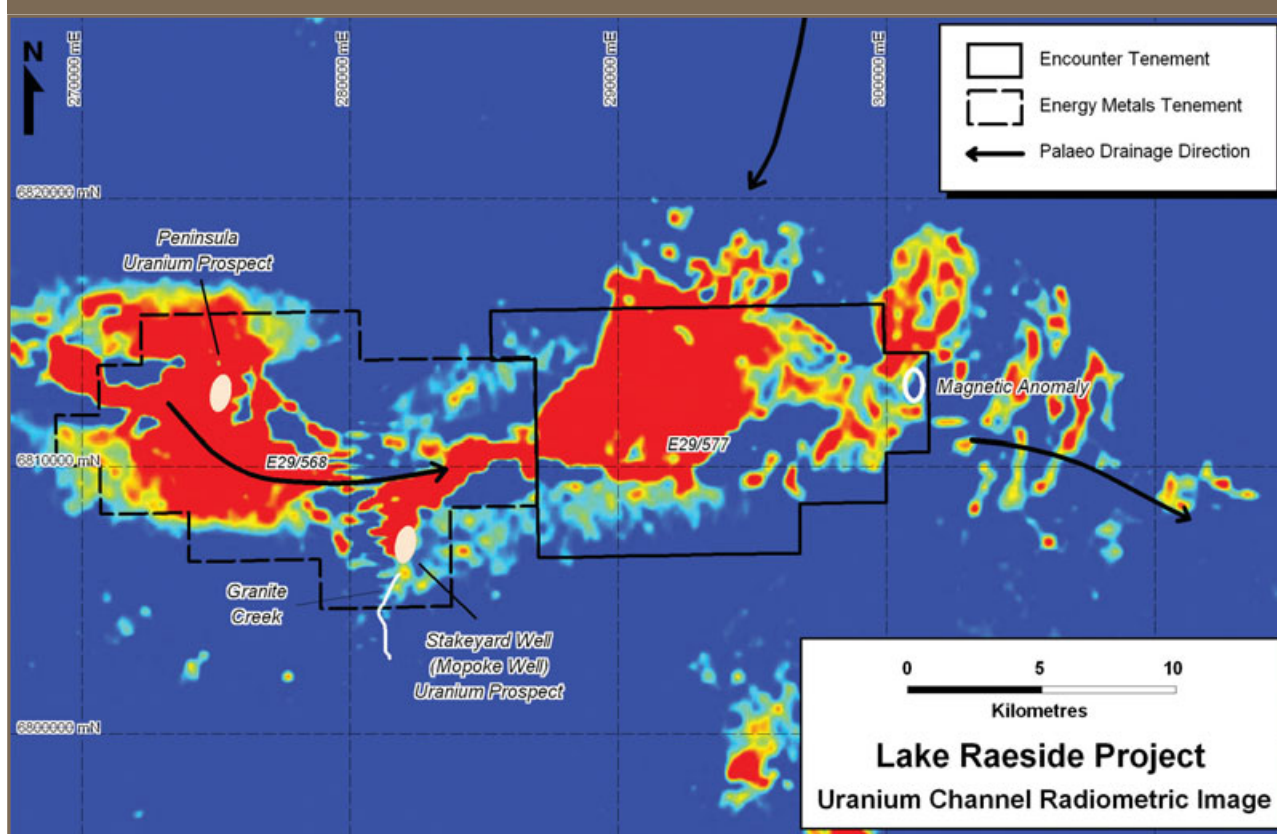 N
270000 mE
280000 mE
290000 mE
300000 mE
Encounter Tenement
Energy Metals Tenement
Palaeo Drainage Direction
6820000 mN
Peninsula
Uranium Prospect
Magnetic Anomaly
E29/568
E29/577
6810000 mN
Granite
Creek
Stakeyard Well
(Mopoke Well)
Uranium Prospect
6800000 mN
0 5 10
Kilometres
Lake Raeside Project
Uranium Channel Radiometric Image